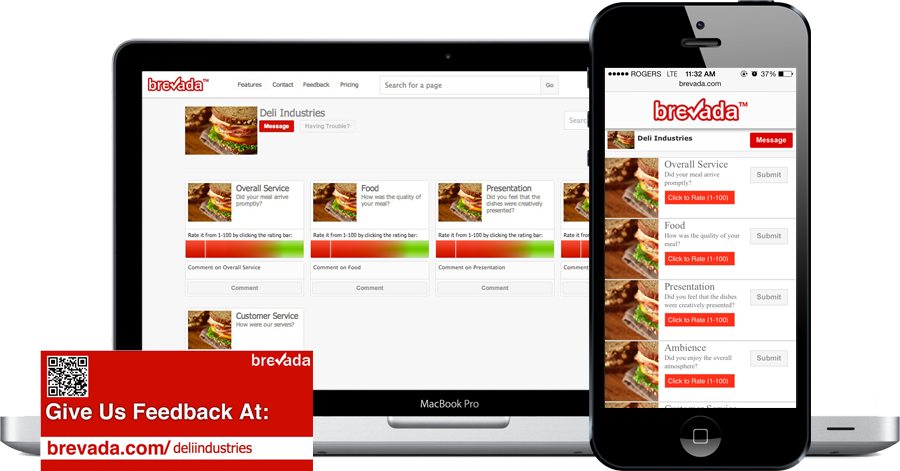 brevada™
Features Contact Feedback Pricing
Search for a page Go
Deli Industries
Message Having Trouble?
Searc
Overall Service
Did your meal arrive
promptly?
Rate it from 1-100 by clicking the rating bar:
Comment on Overall Service
Comment
Food
How was the quality of
your meal?
Rate it from 1-100 by clicking the rating bar:
Comment on Food
Comment
Presentation
Did you feel that the
dishes were creatively
presented?
Rate it from 1-100 by clicking the rating bar:
Comment on Presentation
Comment
Rate it f
Comment
Customer Service
How were our servers?
MacBook Pro
brevada
Give Us Feedback At:
brevada.com/deliindustries
ROGERS LTE 11:32 AM 37%
brevada.com
brevada™
Deli Industries Message
Overall Service
Did your meal arrive
promptly?
Submit
Click to Rate (1-100)
Food
How was the quality of your
meal?
Submit
Click to Rate (1-100)
Presentation
Did you feel that the dishes
were creatively presented?
Submit
Click to Rate (1-100)
Ambience
Did you enjoy the overall
atmosphere?
Submit
Click to Rate (1-100)
Customer Service